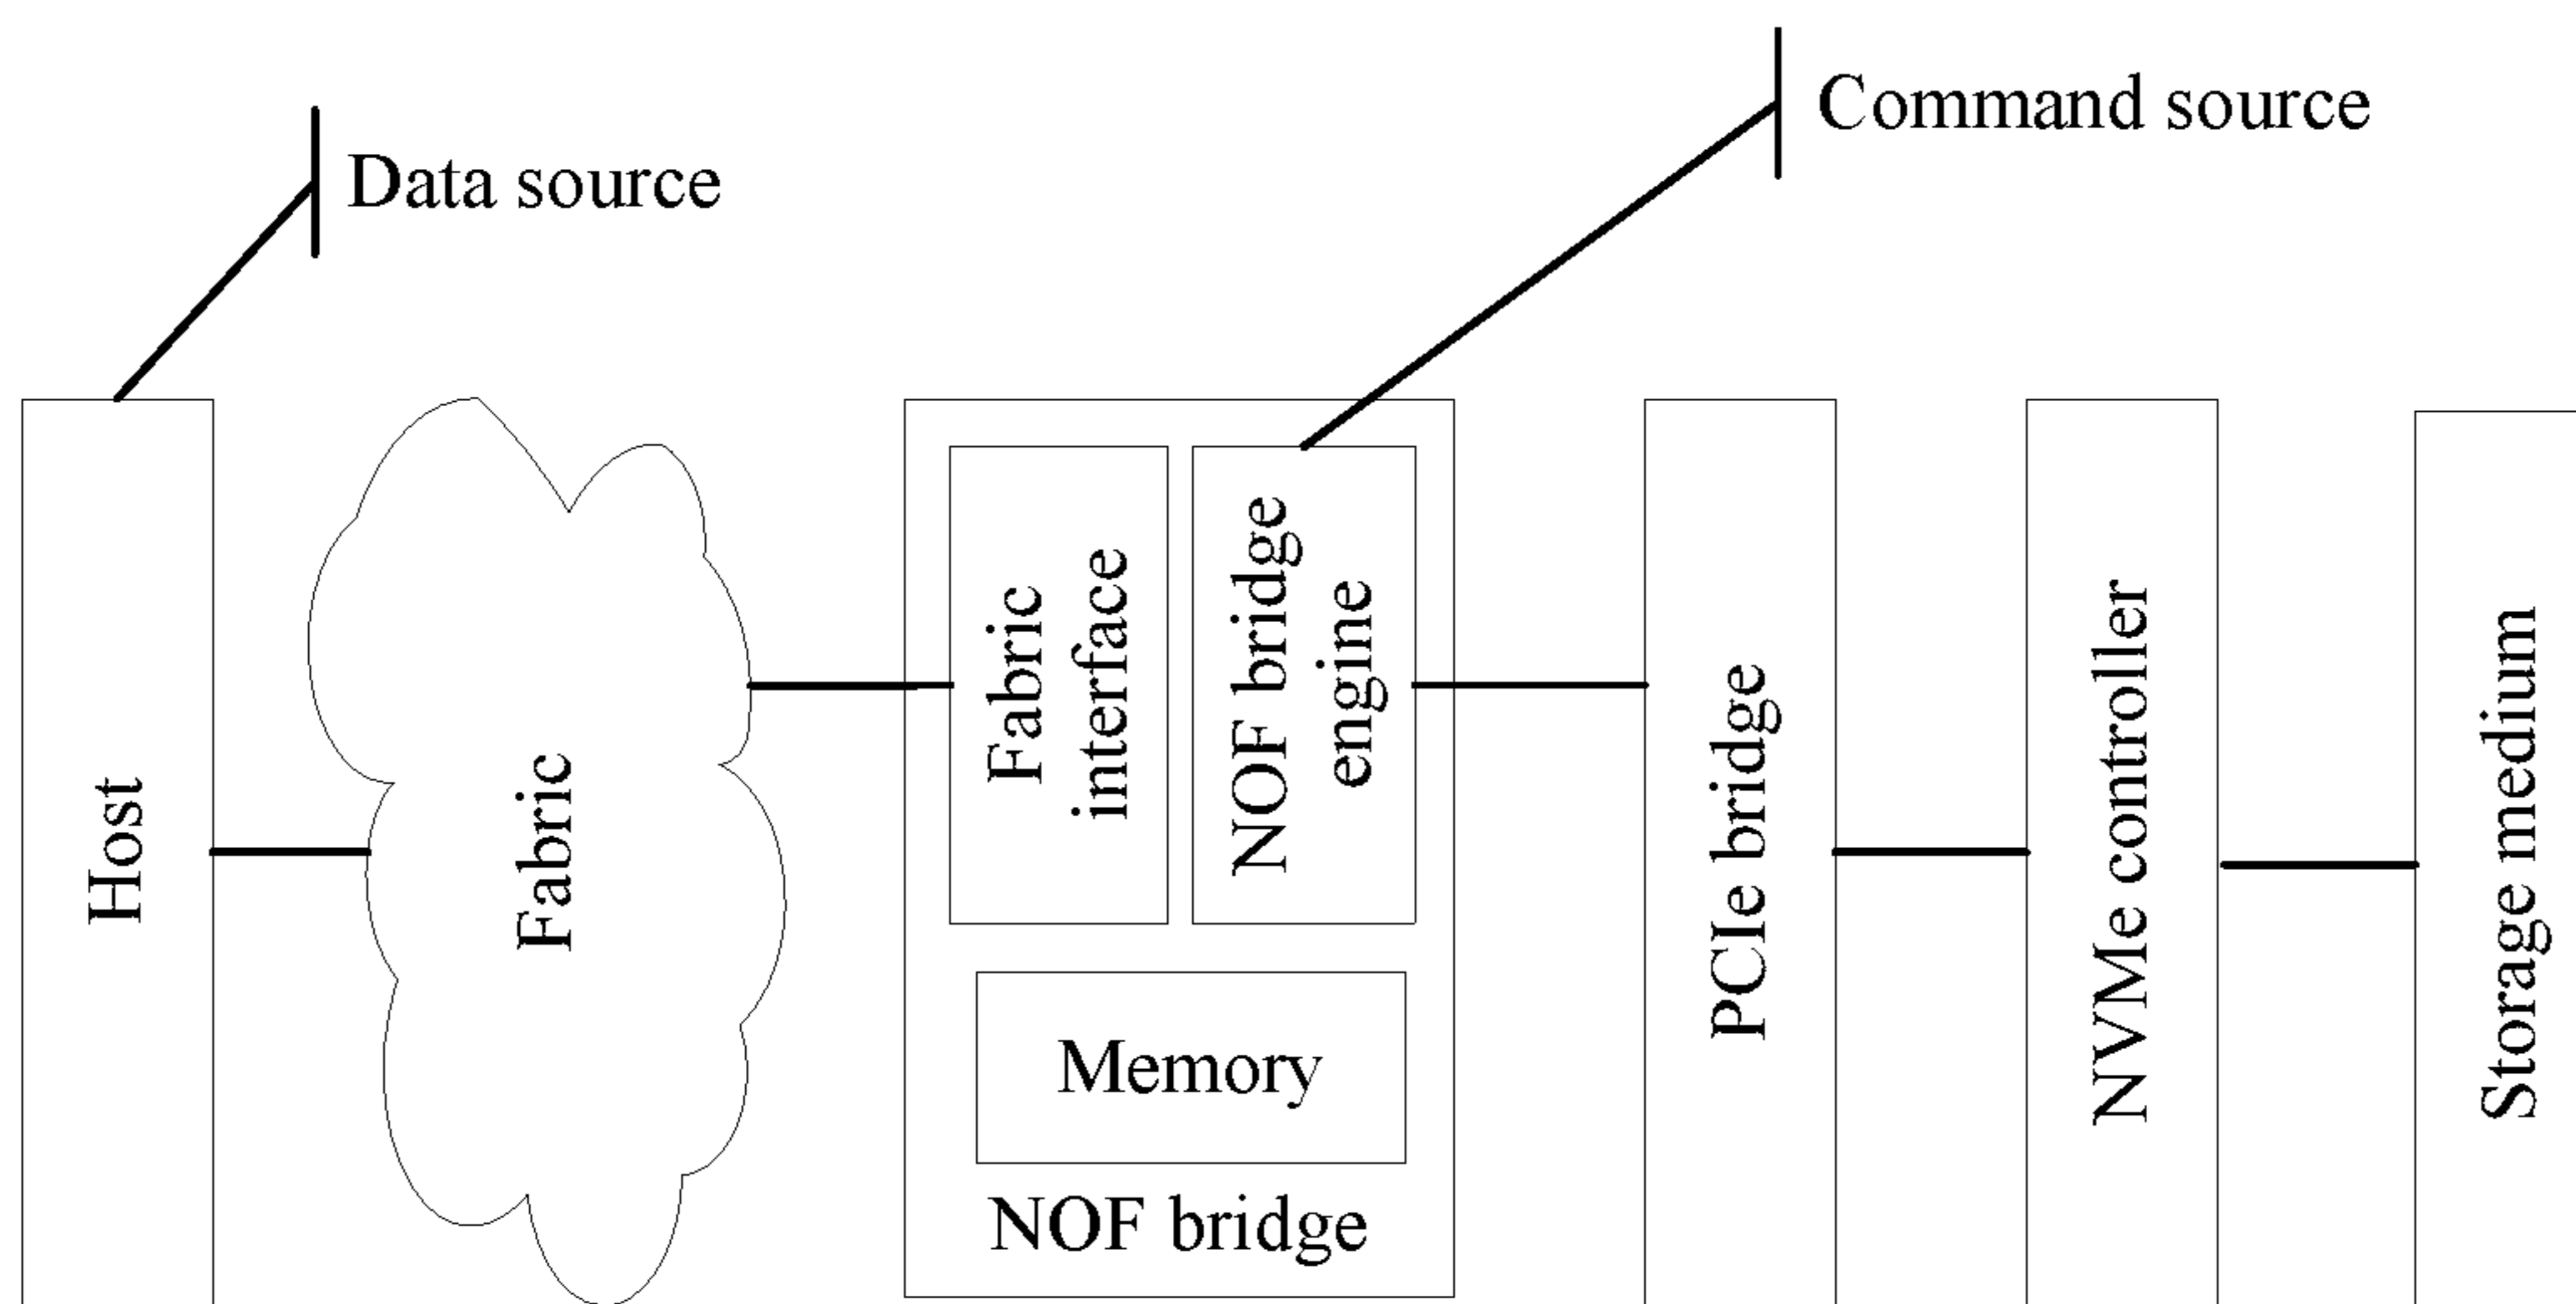 Command source
Data source
Host
Fabric
Fabric
interface
NOF bridge
engine
Memory
NOF bridge
PCIe bridge
NVMe controller
Storage medium